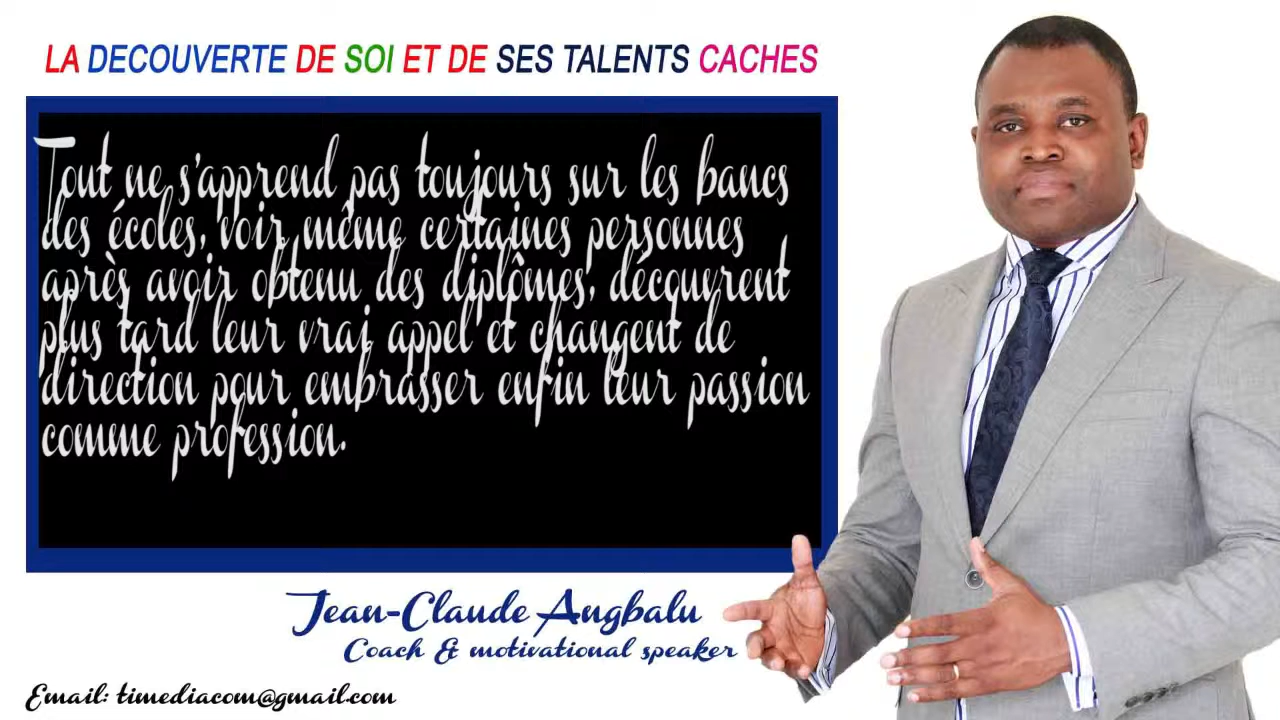 LA DECOUVERTE DE SOI ET DE SES TALENTS CACHES
Tout ne s'apprend pas toujours sur les bancs
des écoles, voir même certaines personnes
après avoir obtenu des diplômes, découvrent
plus tard leur vrai appel et changent de
direction pour embrasser enfin leur passion
comme profession.
Jean-Claude Angbalu
Coach & motivational speaker
Email: timediacom@gmail.com